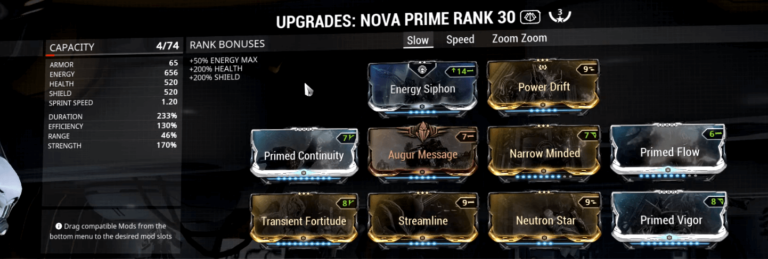 UPGRADES: NOVA PRIME RANK 30 3
CAPACITY 4/74
ARMOR 65
ENERGY 656
HEALTH 520
SHIELD 520
SPRINT SPEED 1.20
DURATION 233%
EFFICIENCY 130%
RANGE 46%
STRENGTH 170%
Drag compatible Mods from the
bottom menu to the desired mod slots
RANK BONUSES
+50% ENERGY MAX
+200% HEALTH
+200% SHIELD
Slow Speed Zoom Zoom
14 9
Energy Siphon Power Drift
7 7 7 6
Primed Continuity Augur Message Narrow Minded Primed Flow
8 9 9 8
Transient Fortitude Streamline Neutron Star Primed Vigor